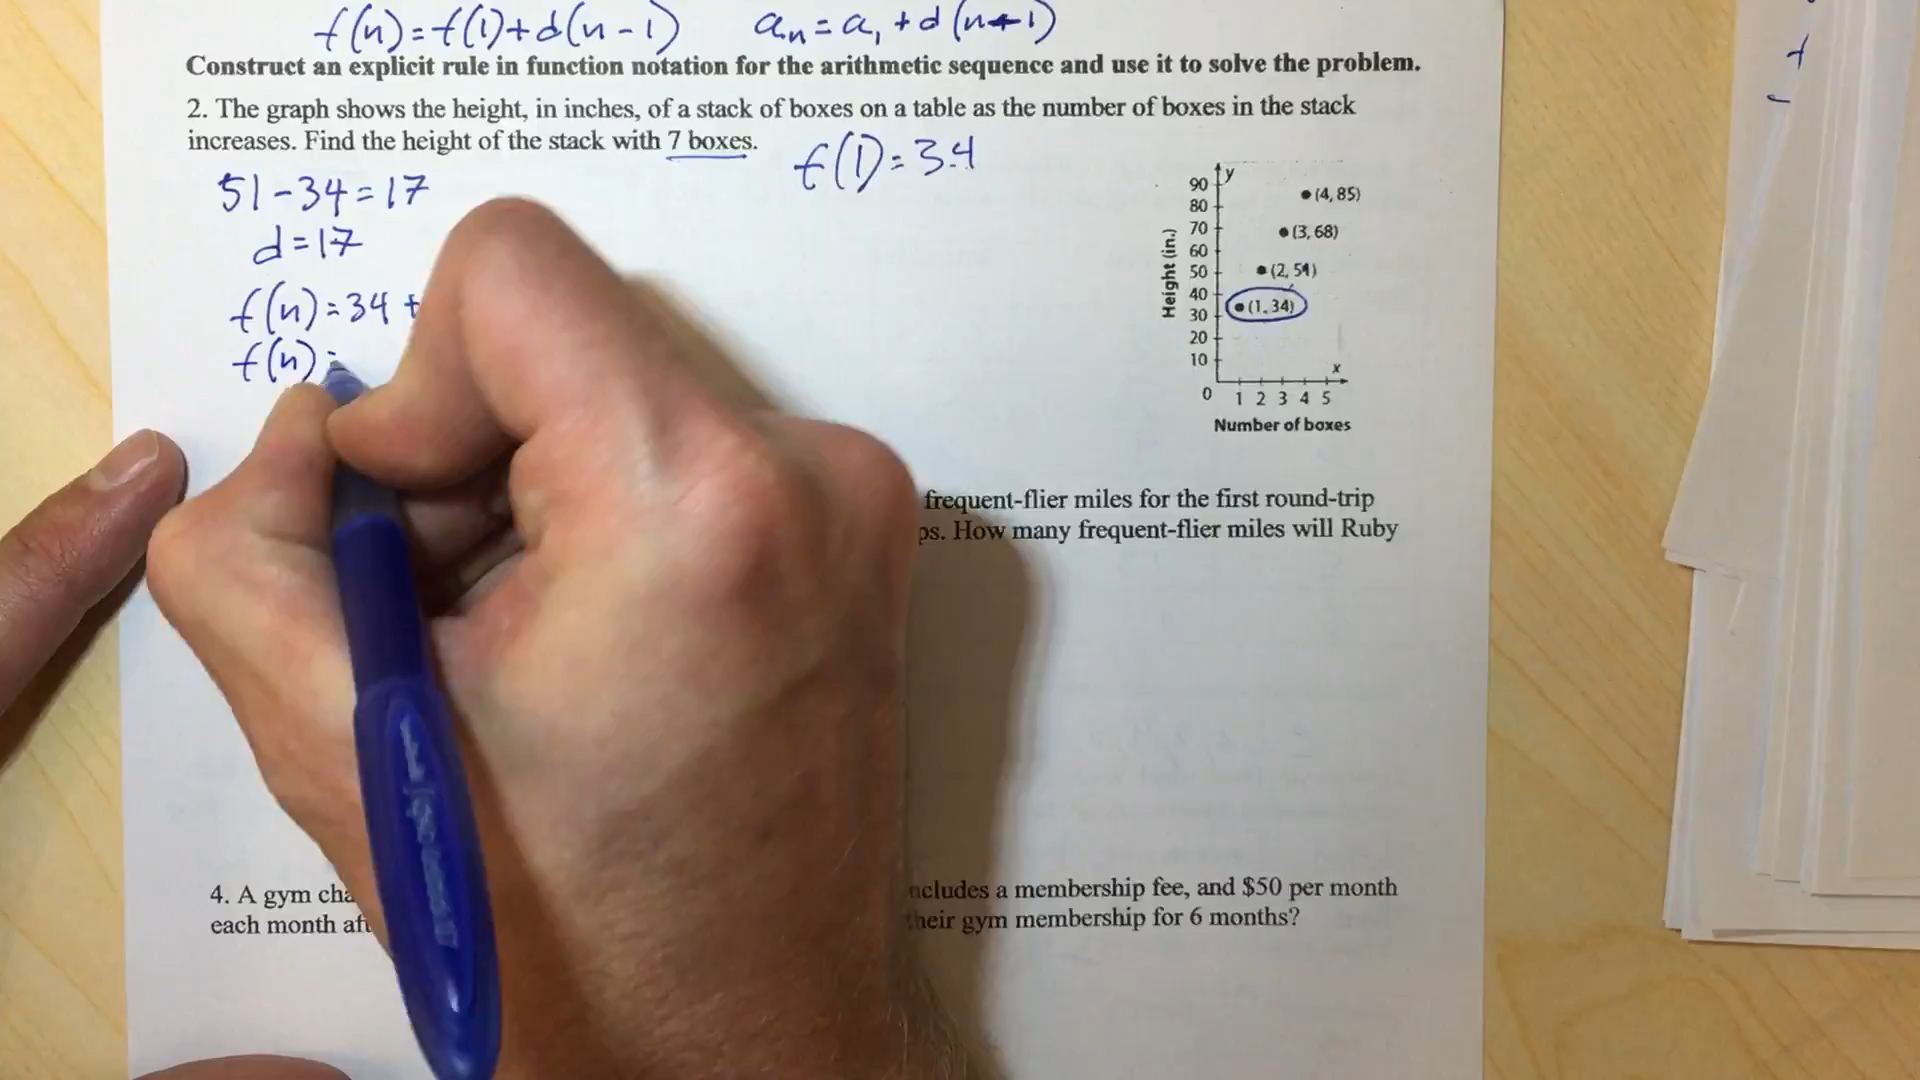 f(n)=f(1)+d(n-1) an=a1+d(n-1)
Construct an explicit rule in function notation for the arithmetic sequence and use it to solve the problem.
2. The graph shows the height, in inches, of a stack of boxes on a table as the number of boxes in the stack
increases. Find the height of the stack with 7 boxes.
f(1)=34
51-34=17
d=17
f(n)=34 +
f(n)=
y
90
80
70
60
50
40
30
20
10
0
Height (in.)
(4, 85)
(3, 68)
(2, 51)
(1, 34)
x
1 2 3 4 5
Number of boxes
frequent-flier miles for the first round-trip
How many frequent-flier miles will Ruby
4. A gym
includes a membership fee, and $50 per month
each month
their gym membership for 6 months?
+
-